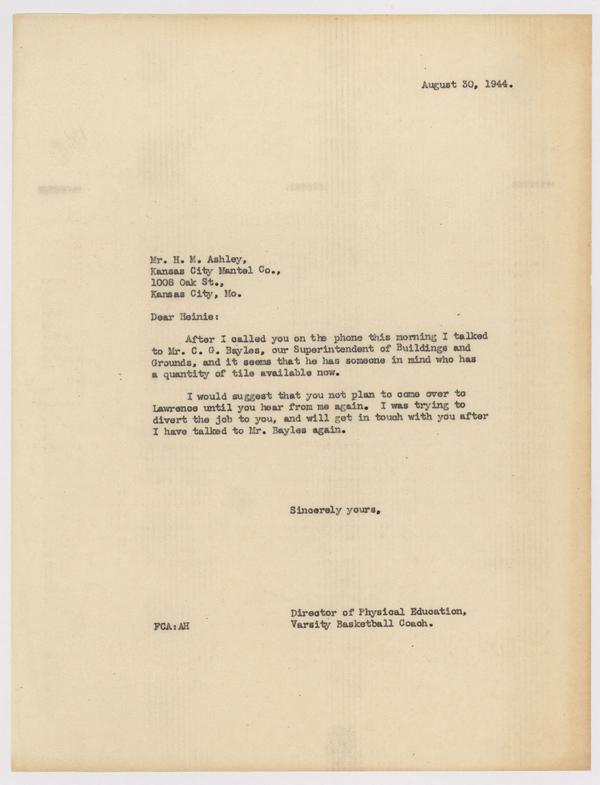 August 30, 1944.
Mr. H. M. Ashley,
Kansas City Mantel Co.,
1008 Oak St.,
Kansas City, Mo.
Dear Heinie:
After I called you on the phone this morning I talked
to Mr. C. G. Bayles, our Superintendent of Buildings and
Grounds, and it seems that he has someone in mind who has
a quantity of tile available now.
I would suggest that you not plan to come over to
Lawrence until you hear from me again. I was trying to
divert the job to you, and will get in touch with you after
I have talked to Mr. Bayles again.
Sincerely yours,
Director of Physical Education,
FCA:AH Varsity Basketball Coach.